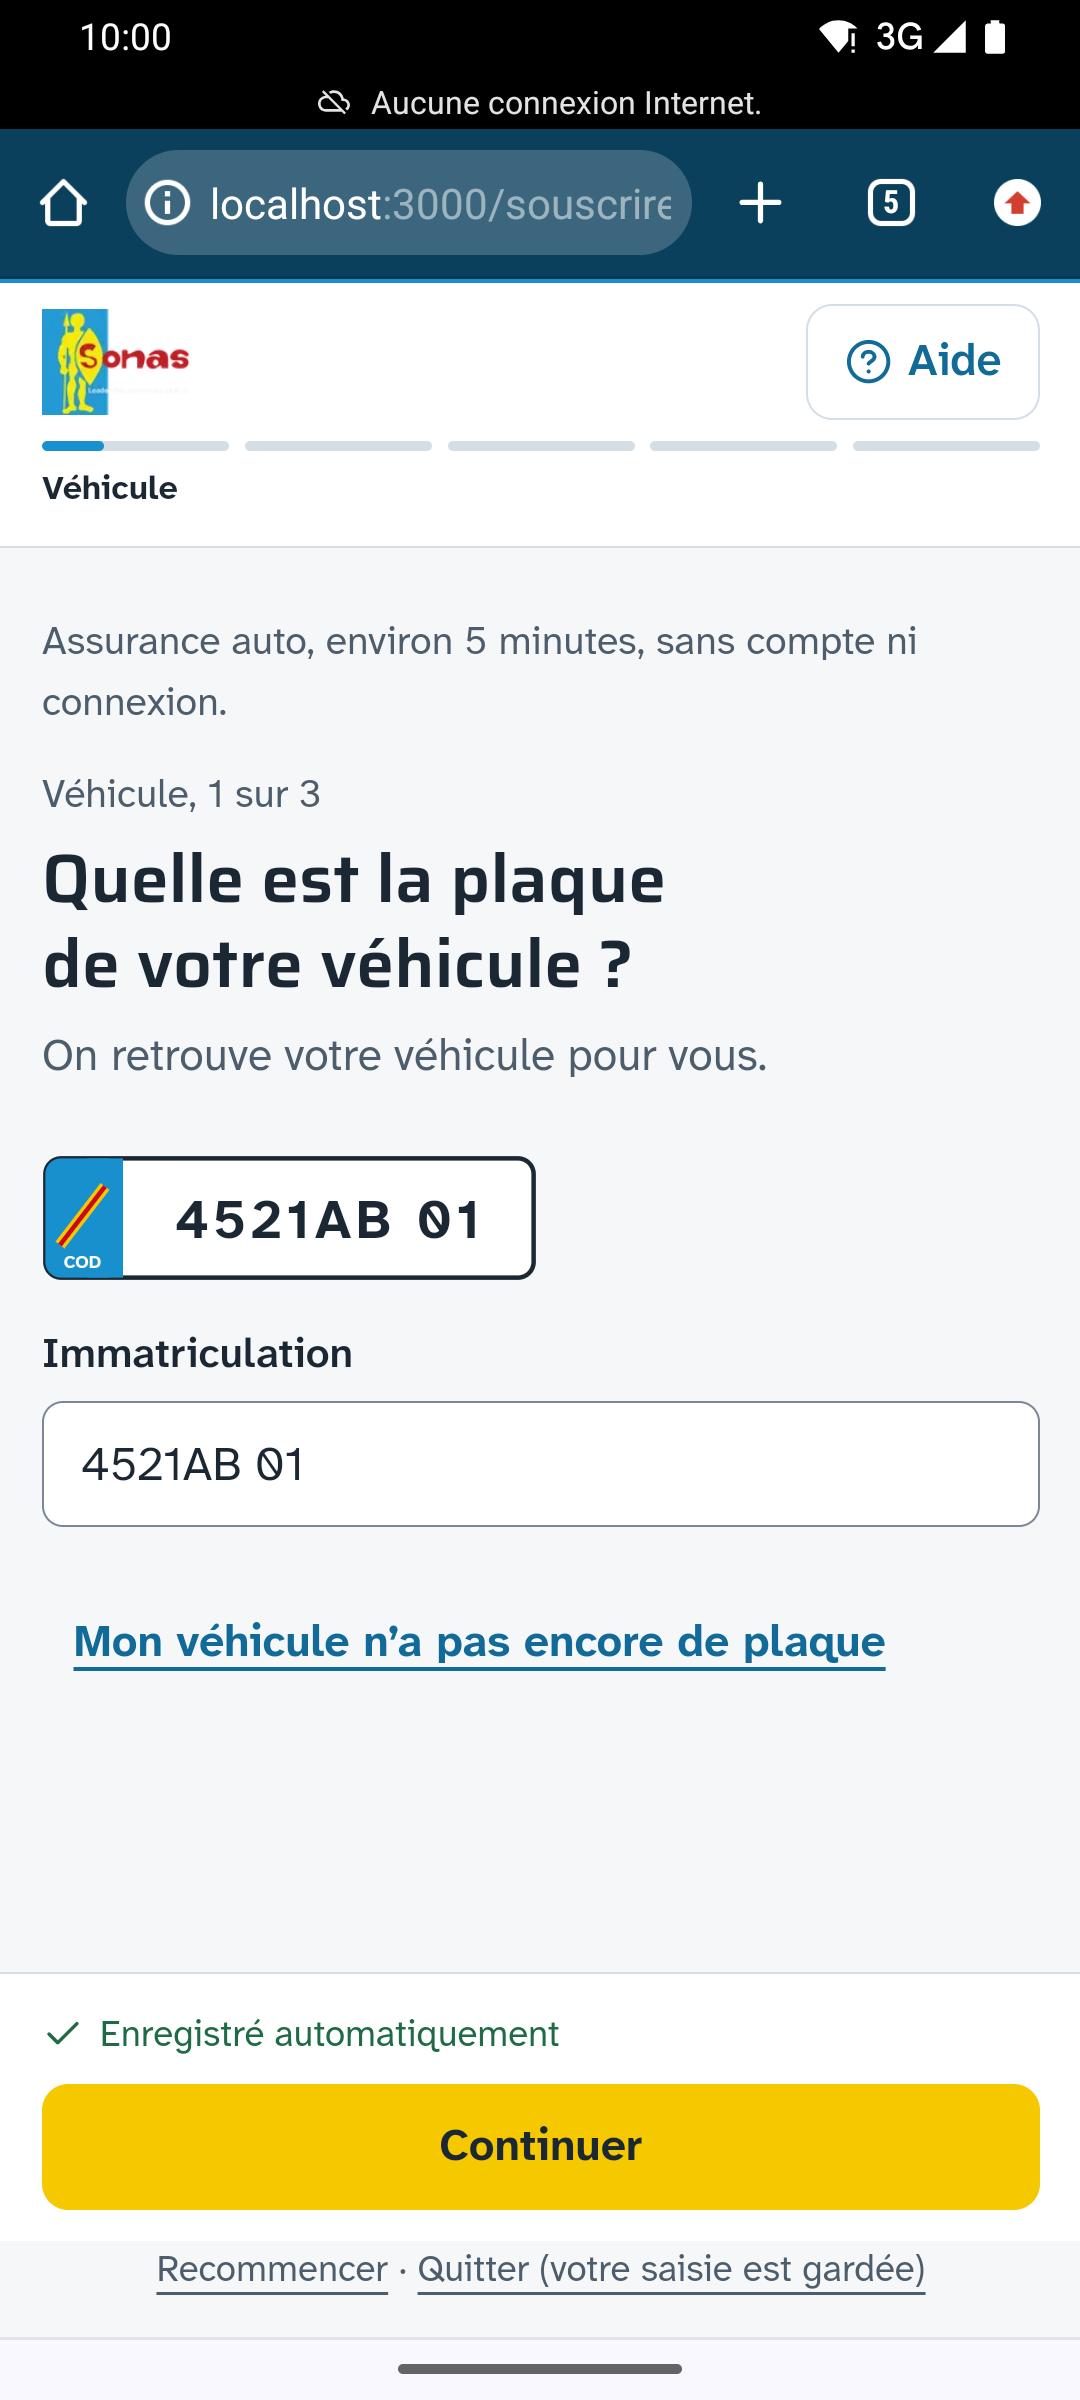 10:00
3G
Aucune connexion Internet.
localhost:3000/souscrire
5
Sonas
Aide
Véhicule
Assurance auto, environ 5 minutes, sans compte ni
connexion.
Véhicule, 1 sur 3
Quelle est la plaque
de votre véhicule ?
On retrouve votre véhicule pour vous.
COD
4521AB 01
Immatriculation
4521AB 01
Mon véhicule n’a pas encore de plaque
Enregistré automatiquement
Continuer
Recommencer · Quitter (votre saisie est gardée)